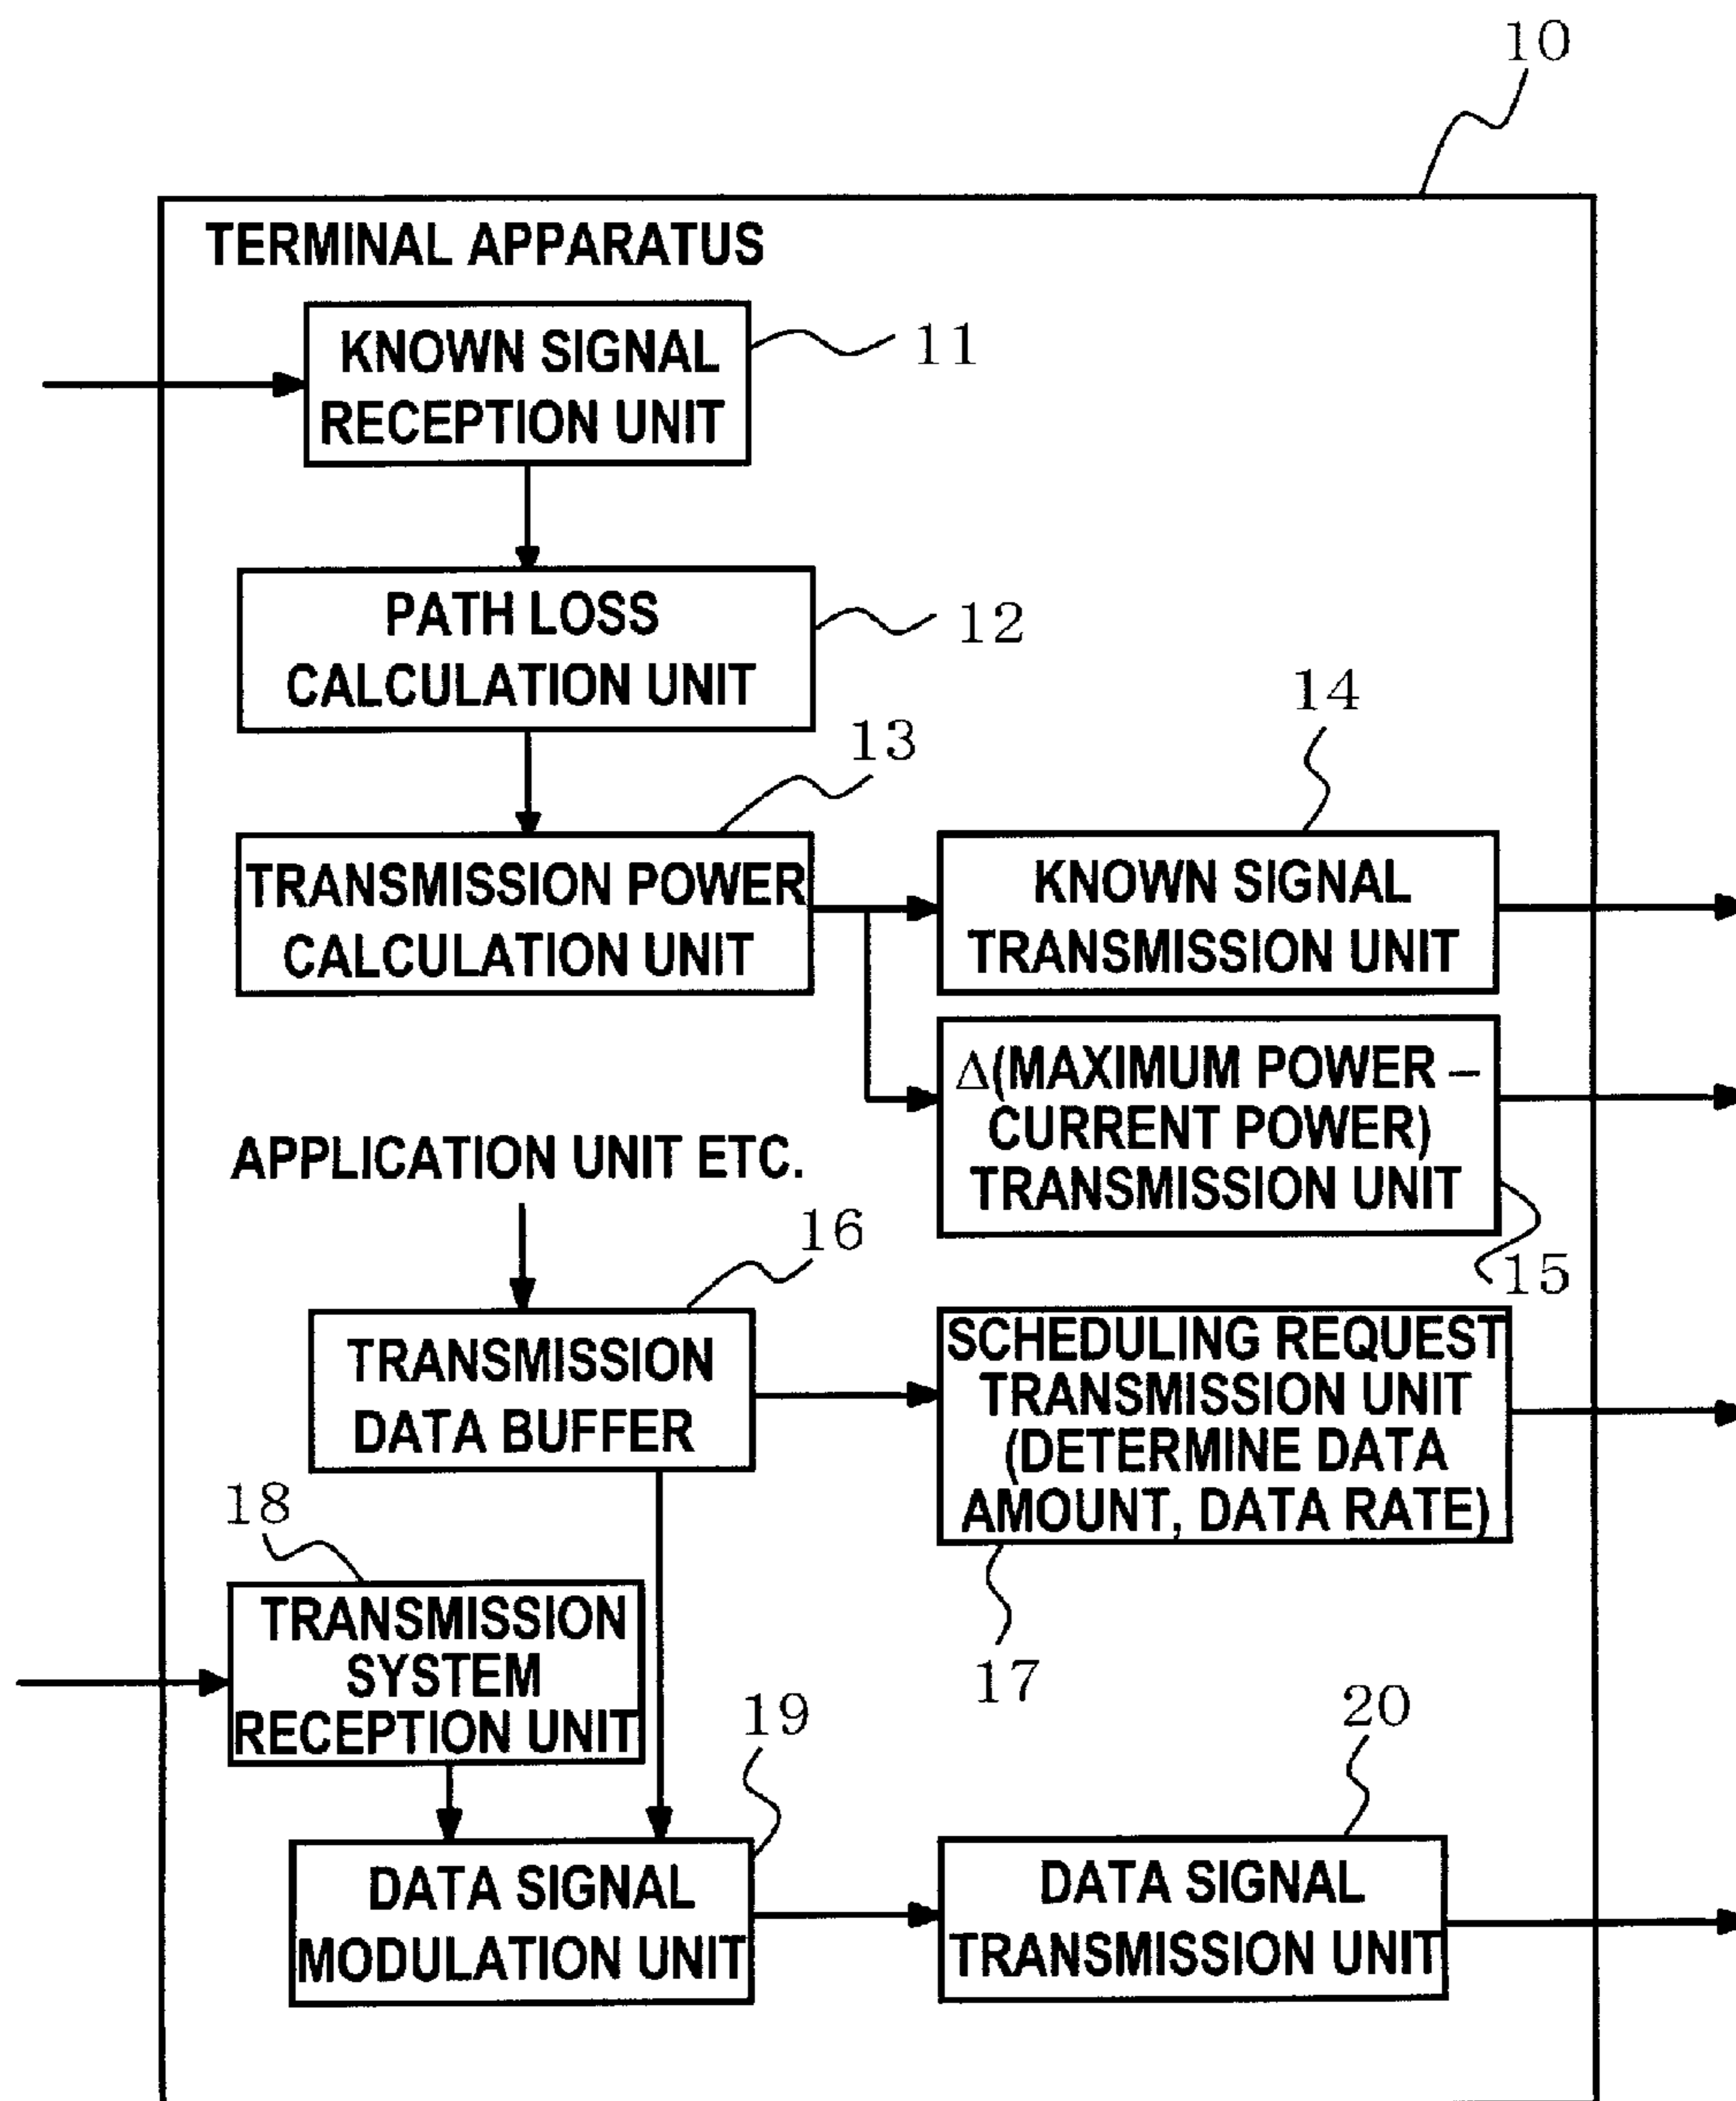 10
TERMINAL APPARATUS
KNOWN SIGNAL
RECEPTION UNIT
11
PATH LOSS
CALCULATION UNIT
12
13
TRANSMISSION POWER
CALCULATION UNIT
14
KNOWN SIGNAL
TRANSMISSION UNIT
Δ(MAXIMUM POWER –
CURRENT POWER)
TRANSMISSION UNIT
15
APPLICATION UNIT ETC.
16
TRANSMISSION
DATA BUFFER
SCHEDULING REQUEST
TRANSMISSION UNIT
(DETERMINE DATA
AMOUNT, DATA RATE)
17
18
TRANSMISSION
SYSTEM
RECEPTION UNIT
19
DATA SIGNAL
MODULATION UNIT
20
DATA SIGNAL
TRANSMISSION UNIT